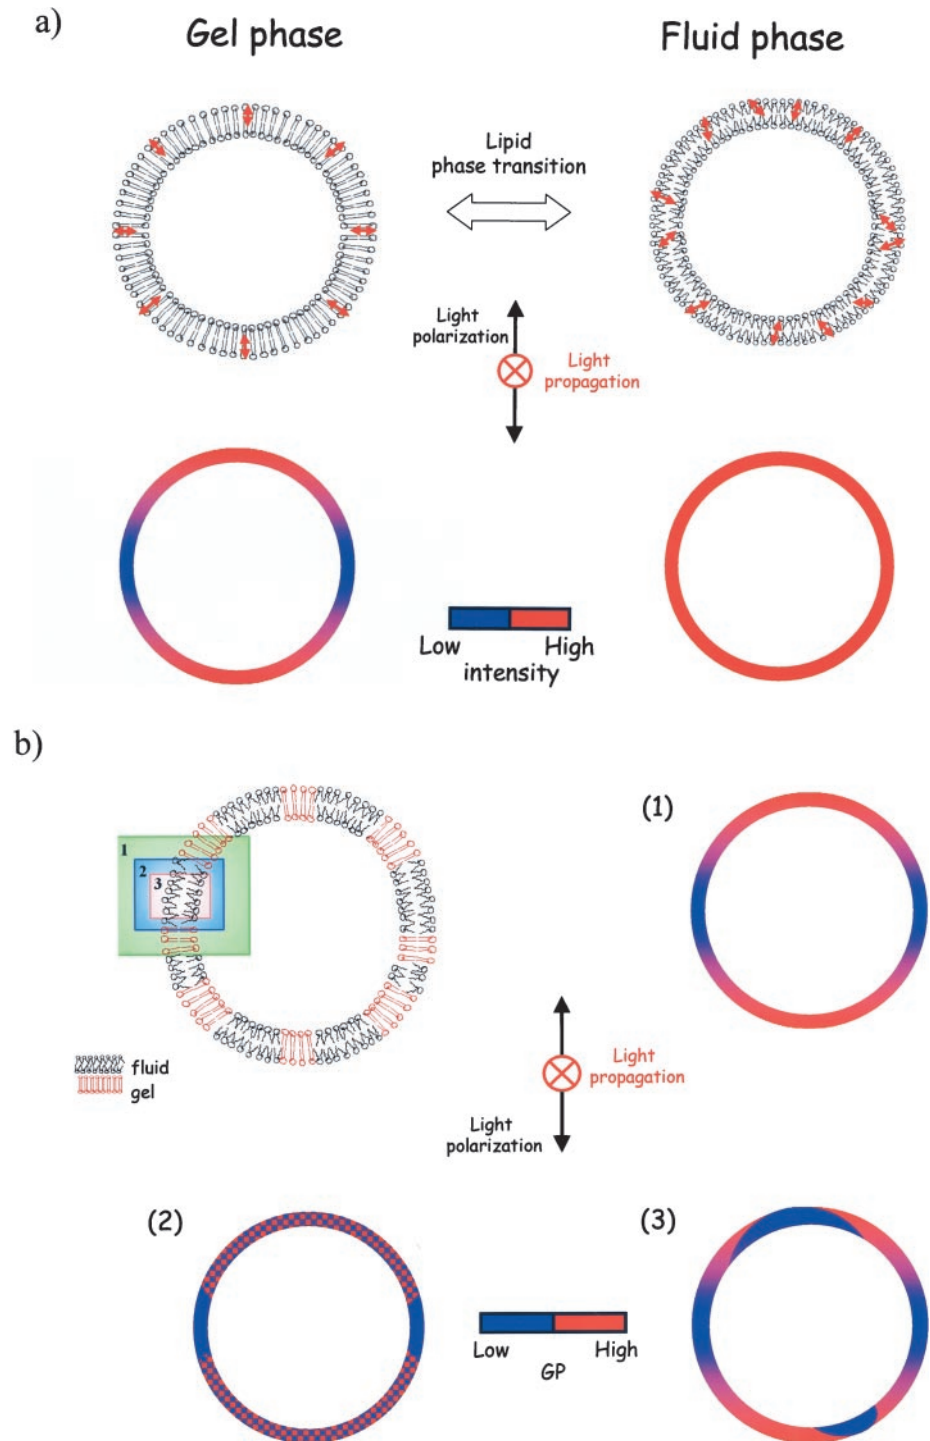 a)
Gel phase
Fluid phase
Lipid
phase transition
Light
polarization
Light
propagation
Low
High
intensity
b)
1
2
3
(1)
fluid
gel
Light
propagation
Light
polarization
(2)
(3)
Low
High
GP